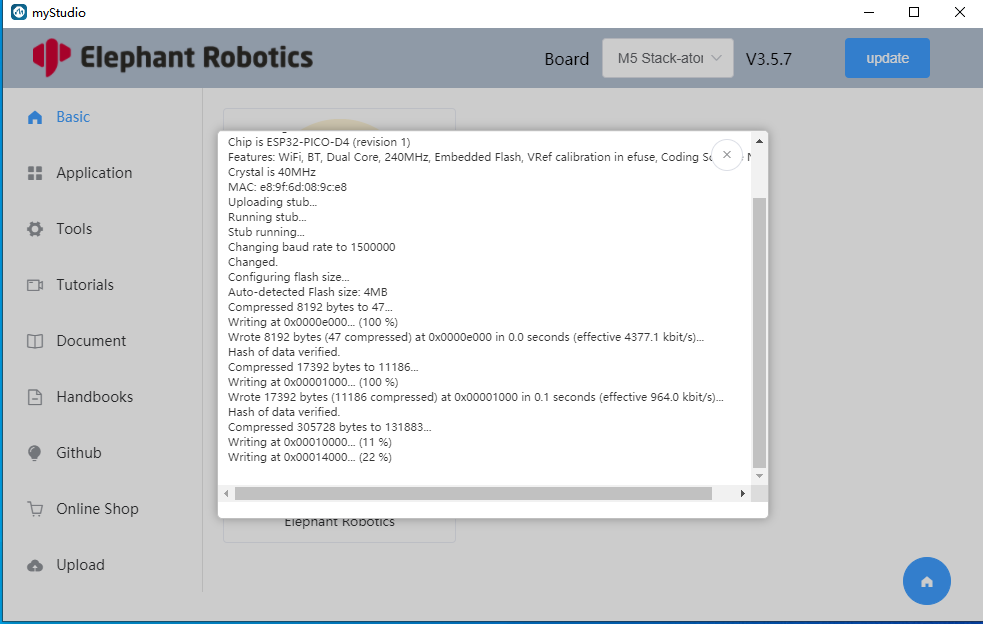 myStudio
Elephant Robotics
Board
M5 Stack-ator
V3.5.7
update
Basic
Application
Tools
Tutorials
Document
Handbooks
Github
Online Shop
Upload
Chip is ESP32-PICO-D4 (revision 1)
Features: WiFi, BT, Dual Core, 240MHz, Embedded Flash, VRef calibration in efuse, Coding
Crystal is 40MHz
MAC: e8:9f:6d:08:9c:e8
Uploading stub...
Running stub...
Stub running...
Changing baud rate to 1500000
Changed.
Configuring flash size...
Auto-detected Flash size: 4MB
Compressed 8192 bytes to 47...
Writing at 0x0000e000... (100 %)
Wrote 8192 bytes (47 compressed) at 0x0000e000 in 0.0 seconds (effective 4377.1 kbit/s)...
Hash of data verified.
Compressed 17392 bytes to 11186...
Writing at 0x00001000... (100 %)
Wrote 17392 bytes (11186 compressed) at 0x00001000 in 0.1 seconds (effective 964.0 kbit/s)...
Hash of data verified.
Compressed 305728 bytes to 131883...
Writing at 0x00010000... (11 %)
Writing at 0x00014000... (22 %)
Elephant Robotics